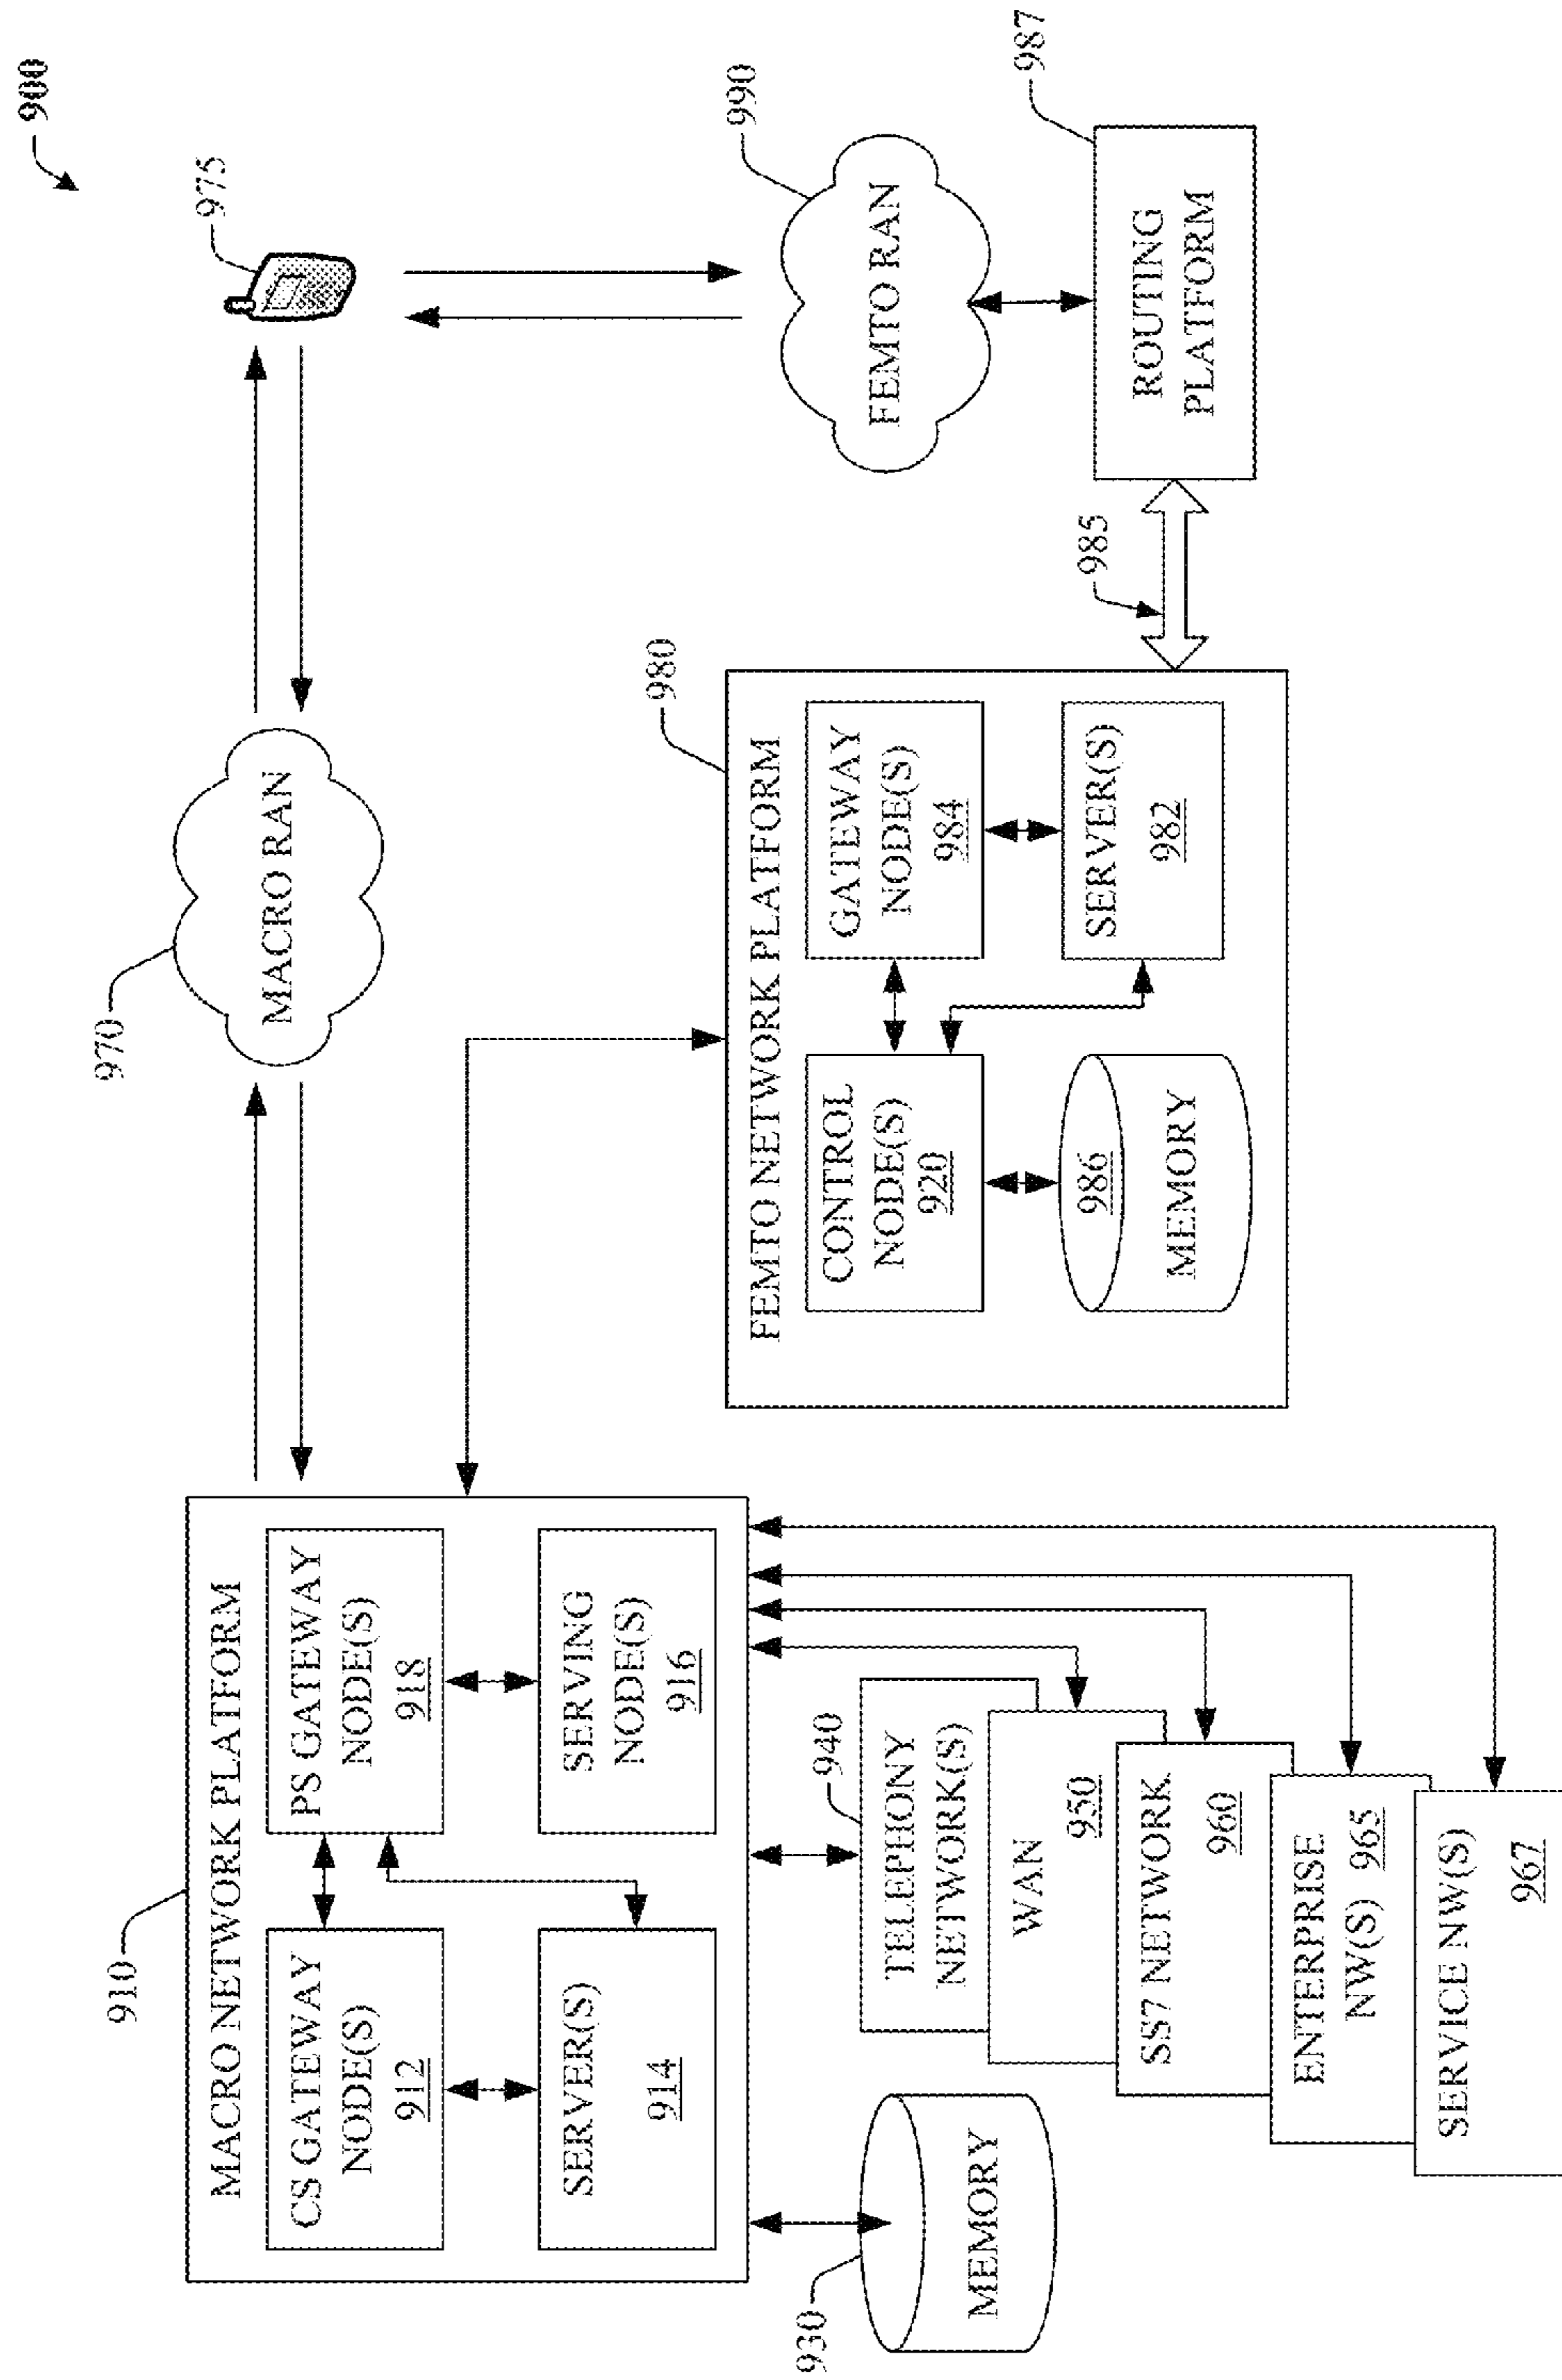 900
910
MACRO NETWORK PLATFORM
CS GATEWAY
NODE(S)
912
PS GATEWAY
NODE(S)
918
SERVER(S)
914
SERVING
NODE(S)
916
970
MACRO RAN
975
930
MEMORY
940
TELEPHONY
NETWORK(S)
WAN
950
SS7 NETWORK
960
ENTERPRISE
NW(S) 965
SERVICE NW(S)
967
980
FEMTO NETWORK PLATFORM
CONTROL
NODE(S)
920
GATEWAY
NODE(S)
984
986
MEMORY
SERVER(S)
982
985
990
FEMTO RAN
987
ROUTING
PLATFORM